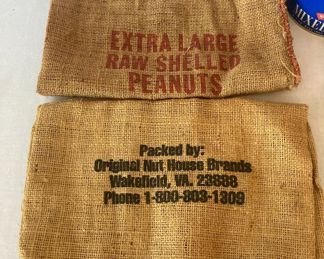 EXTRA LARGE
RAW SHELLED
PEANUTS
MIXE
Packed by:
Original Nut House Brands
Wakefield, VA. 23888
Phone 1-800-803-1309